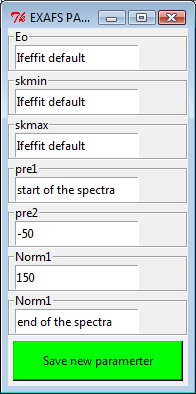 EXAFS PA...
Eo
Ifeffit default
skmin
Ifeffit default
skmax
Ifeffit default
pre1
start of the spectra
pre2
-50
Norm1
150
Norm1
end of the spectra
Save new paramerter